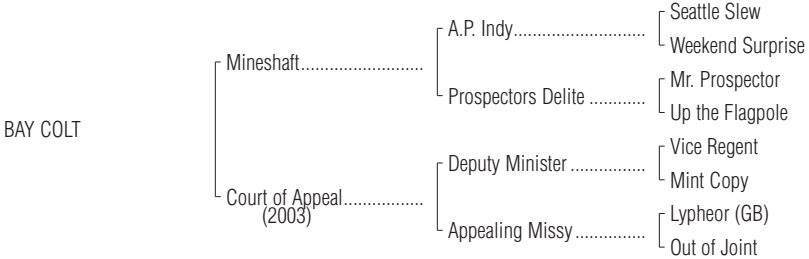 Seattle Slew
A.P. Indy..........................
Weekend Surprise
Mineshaft........................
Mr. Prospector
Prospectors Delite ............
Up the Flagpole
BAY COLT
Vice Regent
Deputy Minister ................
Mint Copy
Court of Appeal................
(2003)
Lypheor (GB)
Appealing Missy ...............
Out of Joint